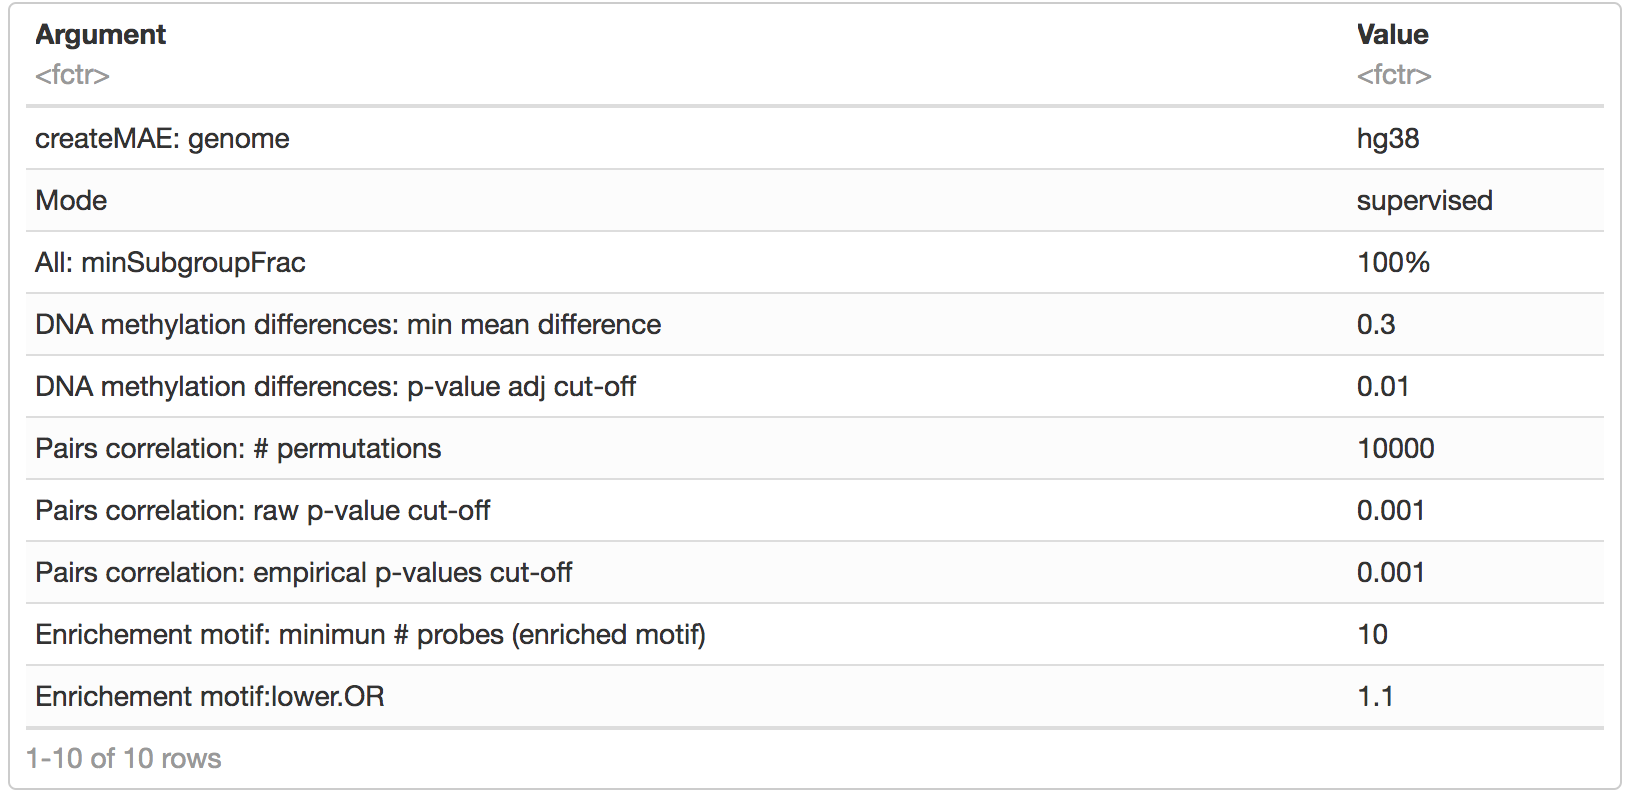 Argument Value
<fctr> <fctr>
createMAE: genome hg38
Mode supervised
All: minSubgroupFrac 100%
DNA methylation differences: min mean difference 0.3
DNA methylation differences: p-value adj cut-off 0.01
Pairs correlation: # permutations 10000
Pairs correlation: raw p-value cut-off 0.001
Pairs correlation: empirical p-values cut-off 0.001
Enrichement motif: minimun # probes (enriched motif) 10
Enrichement motif:lower.OR 1.1
1-10 of 10 rows